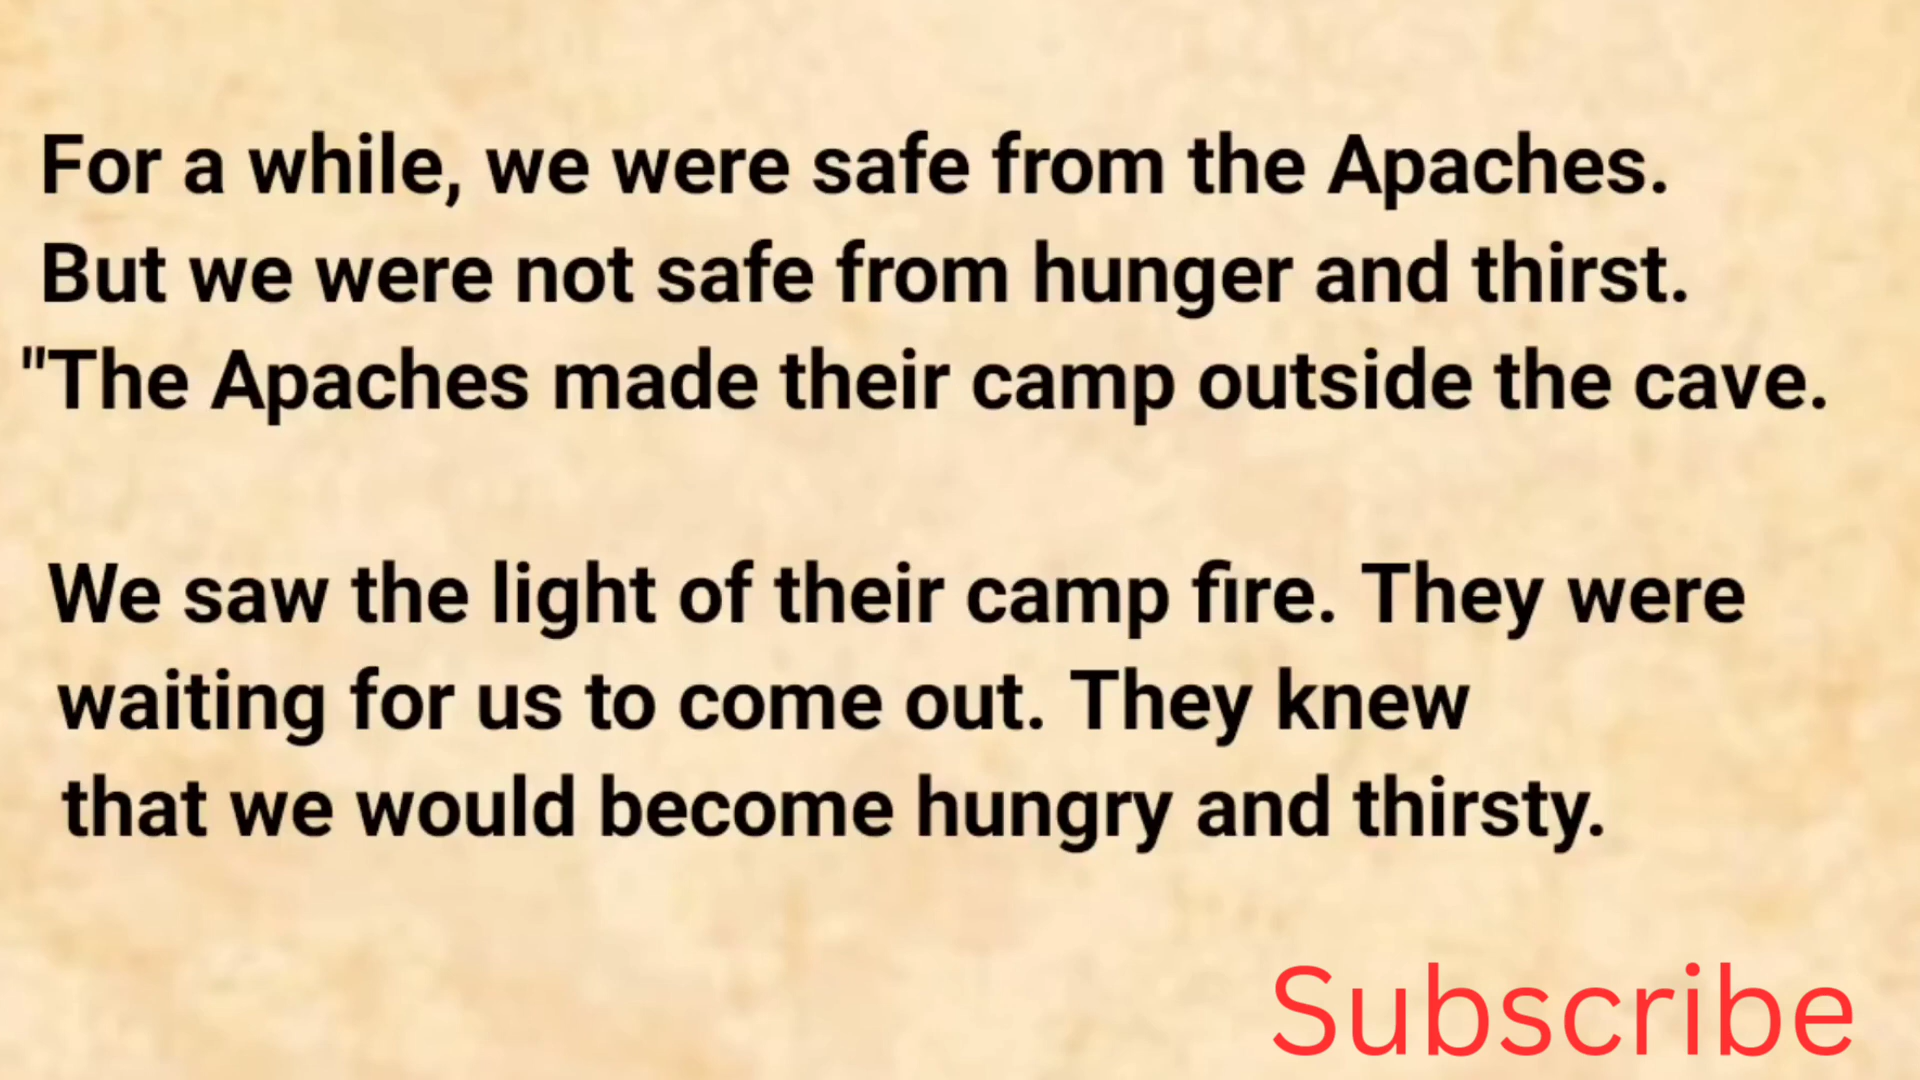 For a while, we were safe from the Apaches.
But we were not safe from hunger and thirst.
"The Apaches made their camp outside the cave.
We saw the light of their camp fire. They were
waiting for us to come out. They knew
that we would become hungry and thirsty.
Subscribe